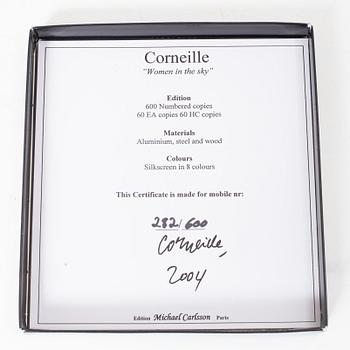 Corneille
"Women in the sky"
Edition
600 Numbered copies
60 EA copies 60 HC copies
Materials
Aluminium, steel and wood
Colours
Silkscreen in 8 colours
This Certificate is made for mobile nr:
282/600
Corneille,
2004
Edition Michael Carlsson Paris